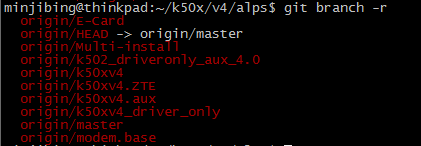 minjibing@thinkpad:~/k50x/v4/alps$ git branch -r
origin/E-Card
origin/HEAD -> origin/master
origin/Multi-install
origin/k502_driveronly_aux_4.0
origin/k50xv4
origin/k50xv4.ZTE
origin/k50xv4.aux
origin/k50xv4_driver_only
origin/master
origin/modem.base